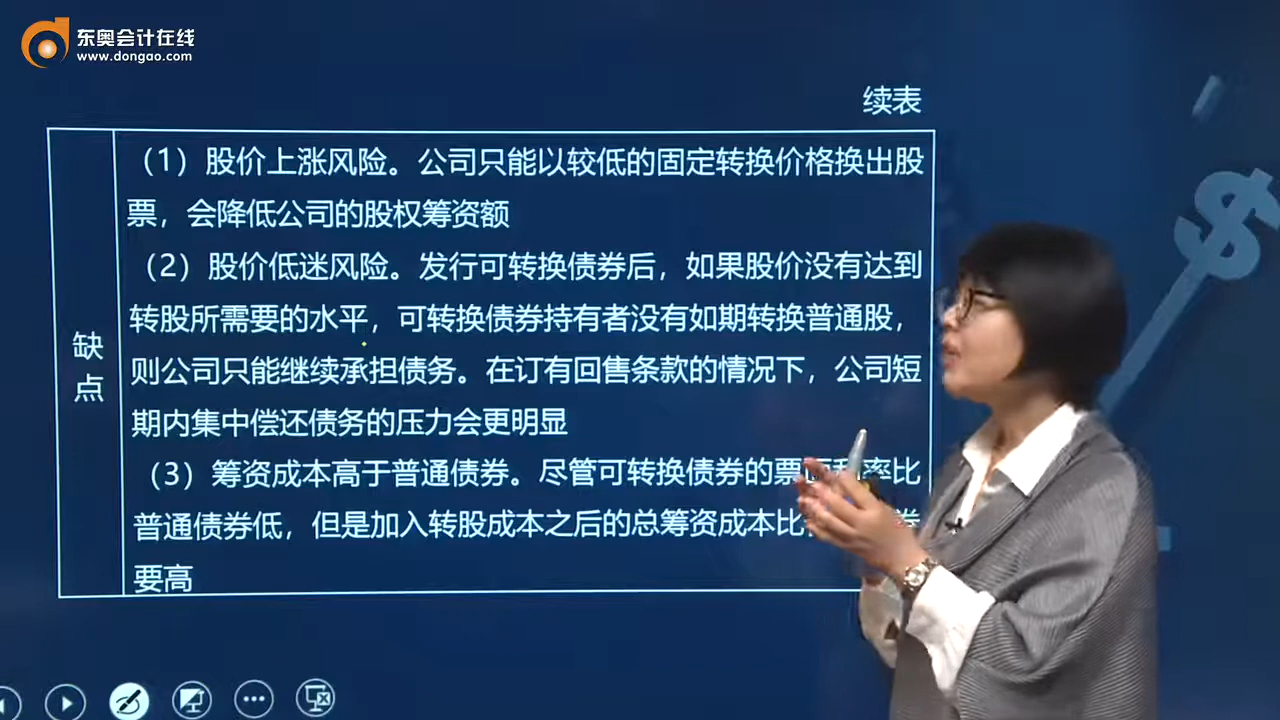 东奥会计在线
www.dongao.com
续表
缺点
（1）股价上涨风险。公司只能以较低的固定转换价格换出股
票，会降低公司的股权筹资额
（2）股价低迷风险。发行可转换债券后，如果股价没有达到
转股所需要的水平，可转换债券持有者没有如期转换普通股，
则公司只能继续承担债务。在订有回售条款的情况下，公司短
期内集中偿还债务的压力会更明显
（3）筹资成本高于普通债券。尽管可转换债券的票面利率比
普通债券低，但是加入转股成本之后的总筹资成本比
要高